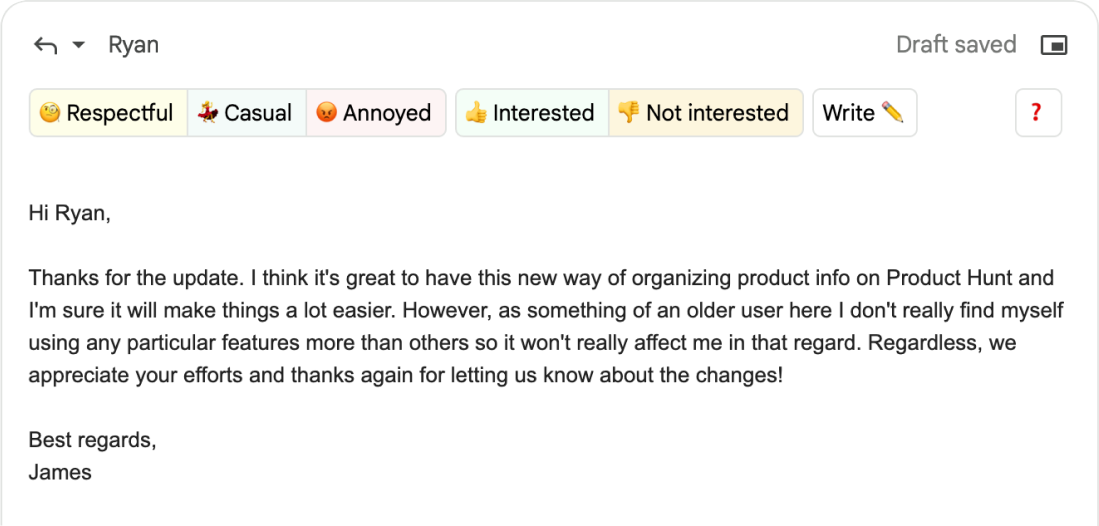 Ryan
Draft saved
🧐 Respectful 💃 Casual 😡 Annoyed 👍 Interested 👎 Not interested Write ✏️ ?
Hi Ryan,
Thanks for the update. I think it's great to have this new way of organizing product info on Product Hunt and
I'm sure it will make things a lot easier. However, as something of an older user here I don't really find myself
using any particular features more than others so it won't really affect me in that regard. Regardless, we
appreciate your efforts and thanks again for letting us know about the changes!
Best regards,
James